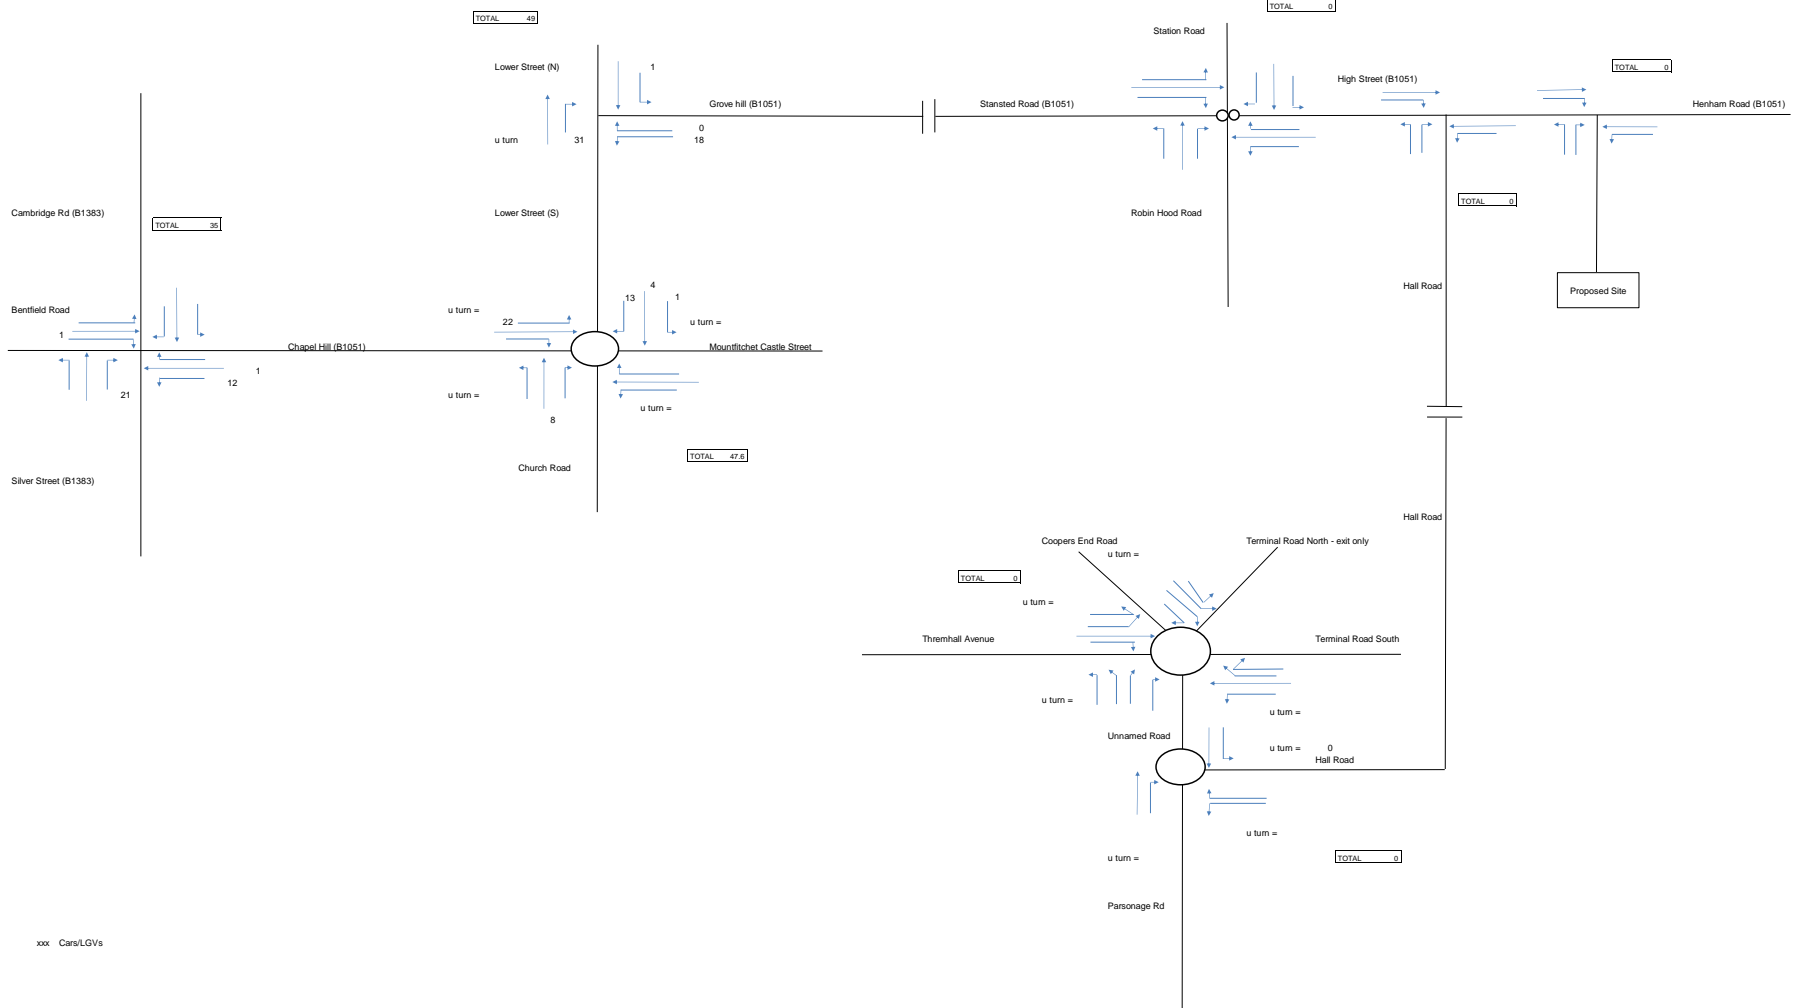 TOTAL 49
TOTAL 0
Station Road
Lower Street (N)
1
TOTAL 0
High Street (B1051)
Grove hill (B1051)
Stansted Road (B1051)
Henham Road (B1051)
0
u turn
31
18
TOTAL 0
Cambridge Rd (B1383)
TOTAL 35
Lower Street (S)
Robin Hood Road
Hall Road
Proposed Site
Bentfield Road
u turn =
4
13
1
22
u turn =
1
Chapel Hill (B1051)
Mountfitchet Castle Street
1
12
21
u turn =
u turn =
8
TOTAL 47.6
Church Road
Silver Street (B1383)
Hall Road
Coopers End Road
Terminal Road North - exit only
u turn =
TOTAL 0
u turn =
Thremhall Avenue
Terminal Road South
u turn =
u turn =
Unnamed Road
u turn = 0
Hall Road
u turn =
u turn =
TOTAL 0
Parsonage Rd
xxx Cars/LGVs